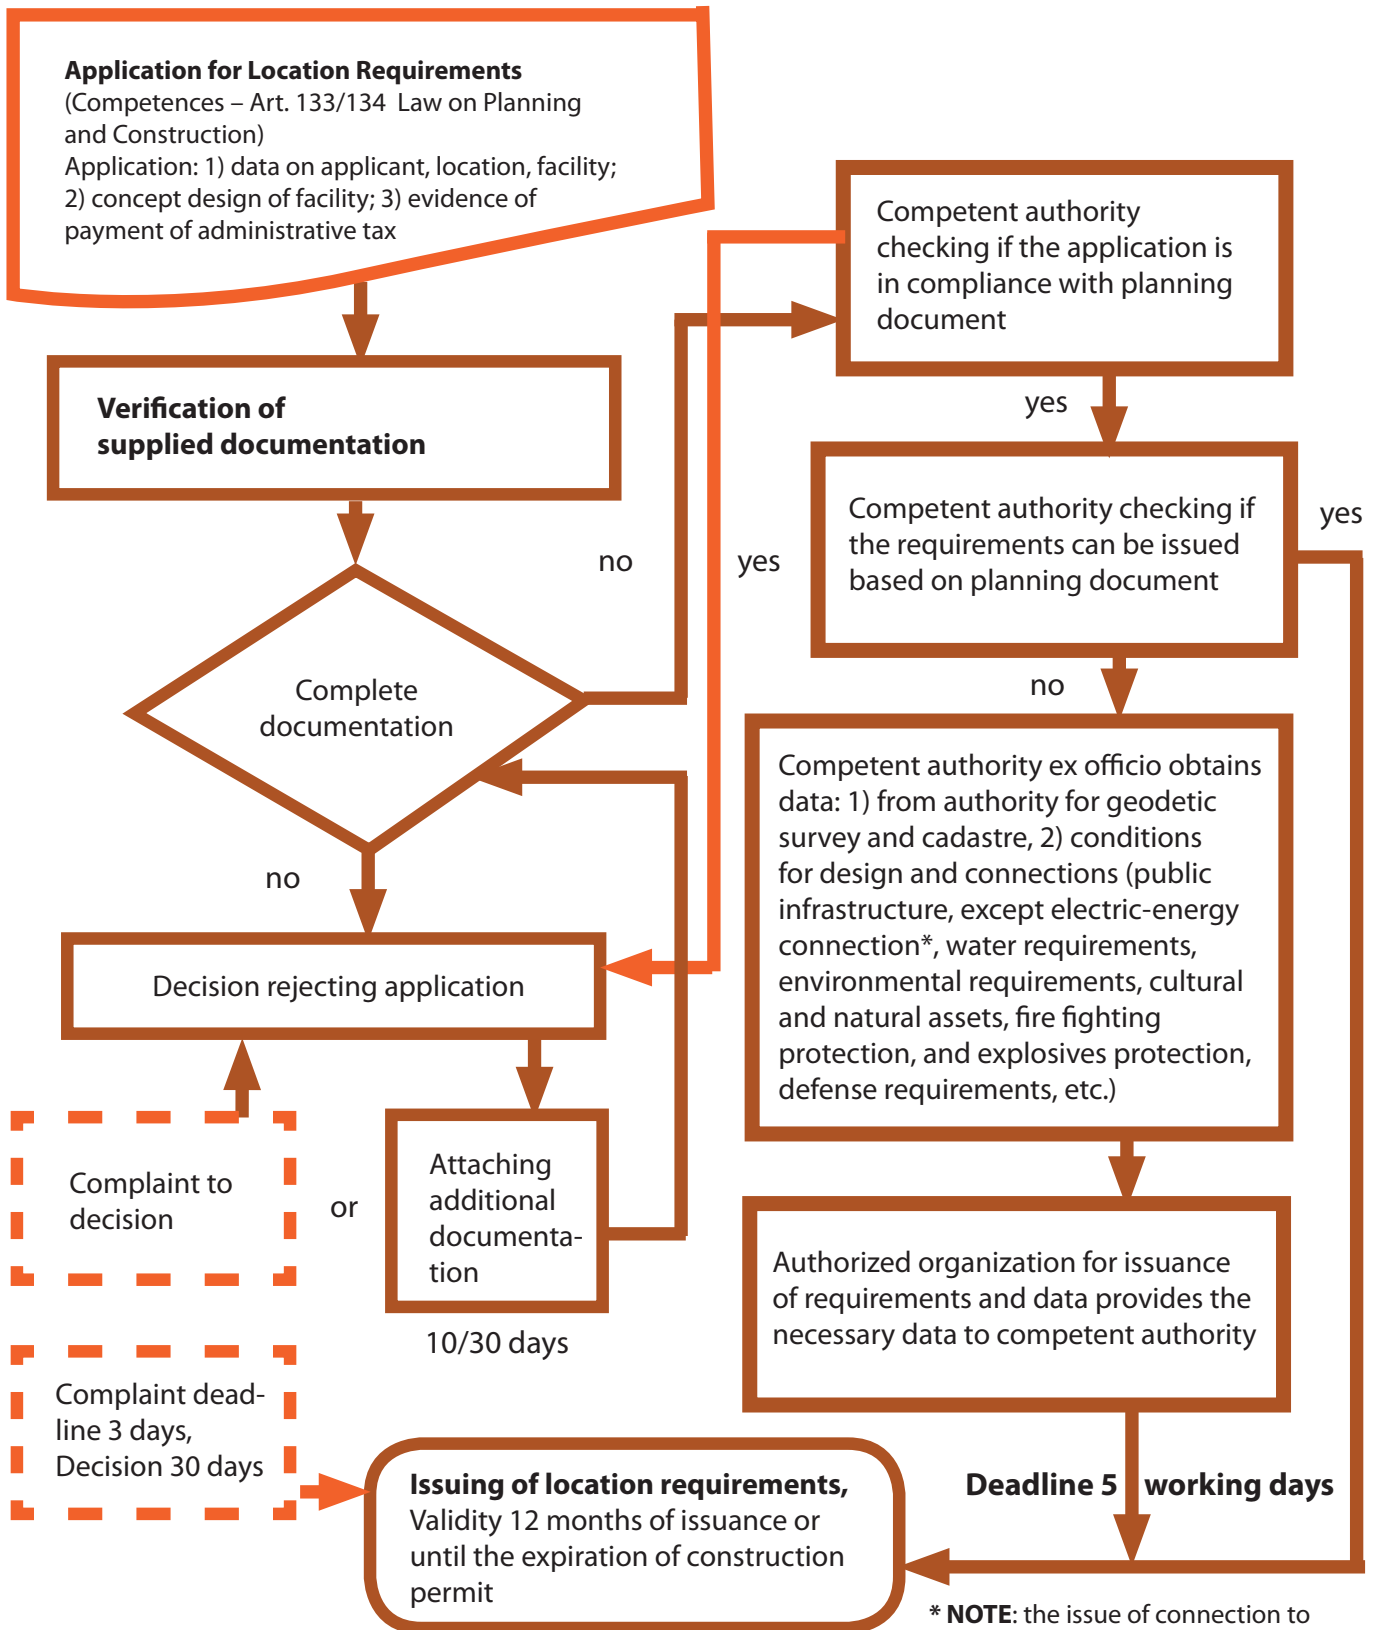 Application for Location Requirements
(Competences – Art. 133/134 Law on Planning
and Construction)
Application: 1) data on applicant, location, facility;
2) concept design of facility; 3) evidence of
payment of administrative tax
Verification of
supplied documentation
Complete
documentation
no
yes
no
Decision rejecting application
Complaint to
decision
or
Attaching
additional
documenta-
tion
10/30 days
Complaint dead-
line 3 days,
Decision 30 days
Competent authority
checking if the application is
in compliance with planning
document
yes
Competent authority checking if
the requirements can be issued
based on planning document
yes
no
Competent authority ex officio obtains
data: 1) from authority for geodetic
survey and cadastre, 2) conditions
for design and connections (public
infrastructure, except electric-energy
connection*, water requirements,
environmental requirements, cultural
and natural assets, fire fighting
protection, and explosives protection,
defense requirements, etc.)
Authorized organization for issuance
of requirements and data provides the
necessary data to competent authority
Deadline 5 working days
Issuing of location requirements,
Validity 12 months of issuance or
until the expiration of construction
permit
* NOTE: the issue of connection to